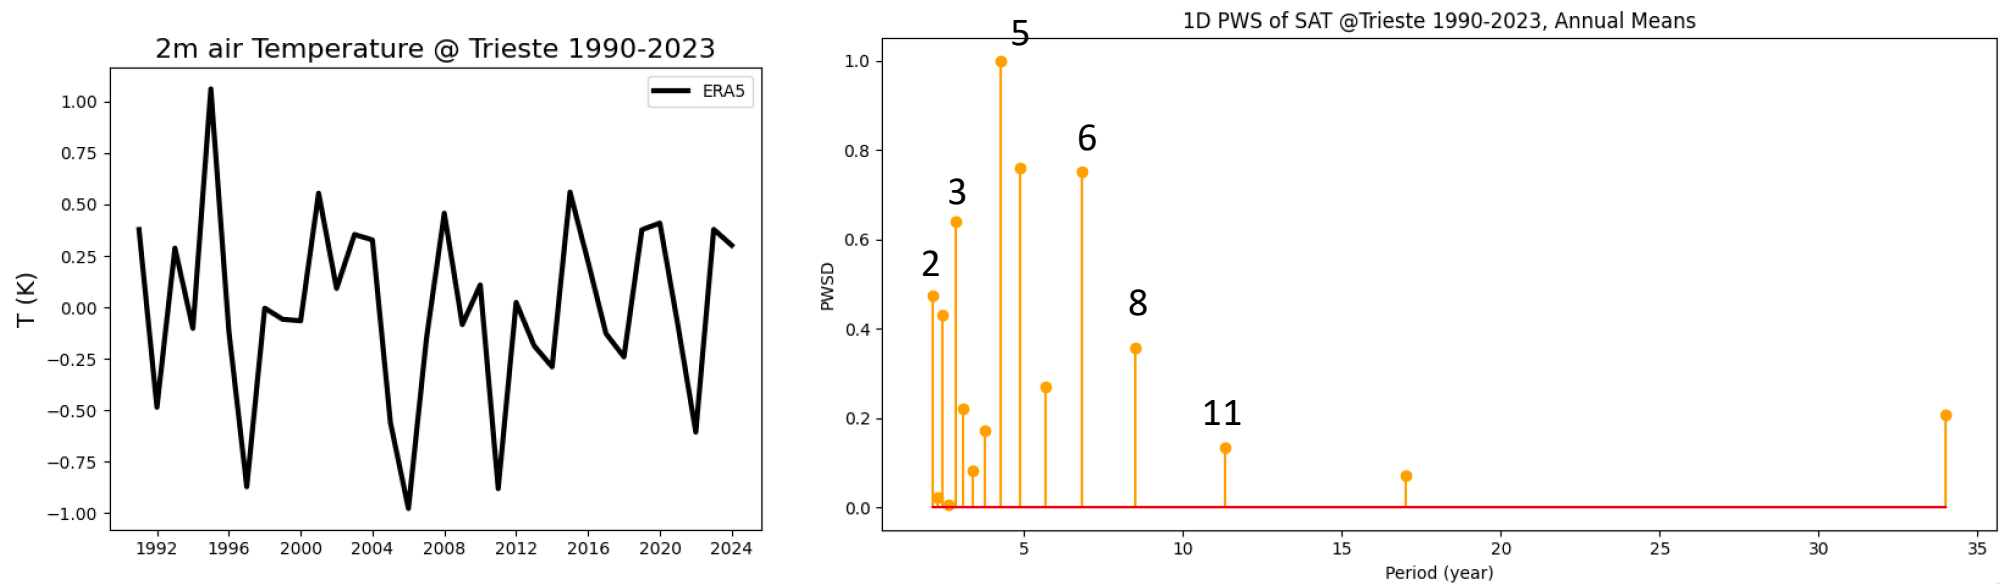 2m air Temperature @ Trieste 1990-2023
ERA5
T (K)
1.00
0.75
0.50
0.25
0.00
−0.25
−0.50
−0.75
−1.00
1992 1996 2000 2004 2008 2012 2016 2020 2024
1D PWS of SAT @Trieste 1990-2023, Annual Means
PWSD
1.0
0.8
0.6
0.4
0.2
0.0
5
6
3
2
8
11
5 10 15 20 25 30 35
Period (year)